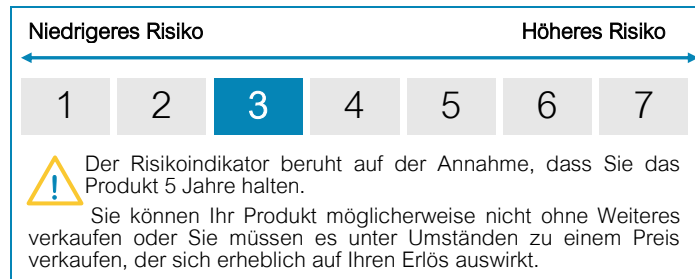 Niedrigeres Risiko Höheres Risiko
1 2 3 4 5 6 7
! Der Risikoindikator beruht auf der Annahme, dass Sie das
Produkt 5 Jahre halten.
Sie können Ihr Produkt möglicherweise nicht ohne Weiteres
verkaufen oder Sie müssen es unter Umständen zu einem Preis
verkaufen, der sich erheblich auf Ihren Erlös auswirkt.